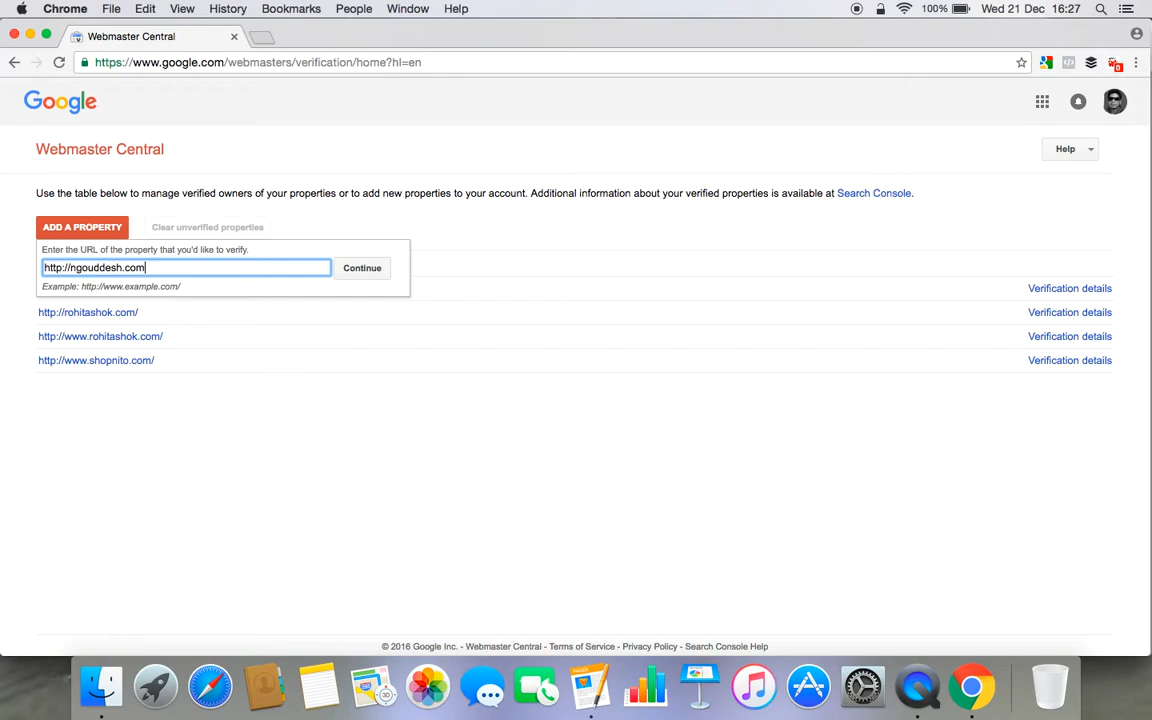 Chrome File Edit View History Bookmarks People Window Help 100% Wed 21 Dec 16:27
Webmaster Central
https://www.google.com/webmasters/verification/home?hl=en
Google
Webmaster Central
Help
Use the table below to manage verified owners of your properties or to add new properties to your account. Additional information about your verified properties is available at Search Console.
ADD A PROPERTY Clear unverified properties
Enter the URL of the property that you'd like to verify.
http://ngouddesh.com Continue
Example: http://www.example.com/
Verification details
http://rohitashok.com/ Verification details
http://www.rohitashok.com/ Verification details
http://www.shopnito.com/ Verification details
© 2016 Google Inc. - Webmaster Central - Terms of Service - Privacy Policy - Search Console Help